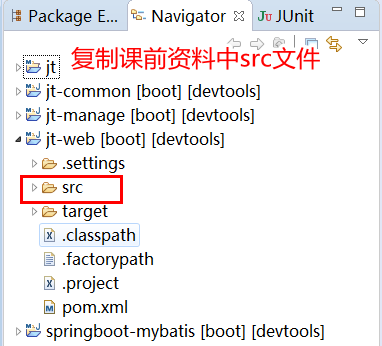 Package E... Navigator JUnit
jt 复制课前资料中src文件
jt-common [boot] [devtools]
jt-manage [boot] [devtools]
jt-web [boot] [devtools]
.settings
src
target
.classpath
.factorypath
.project
pom.xml
springboot-mybatis [boot] [devtools]